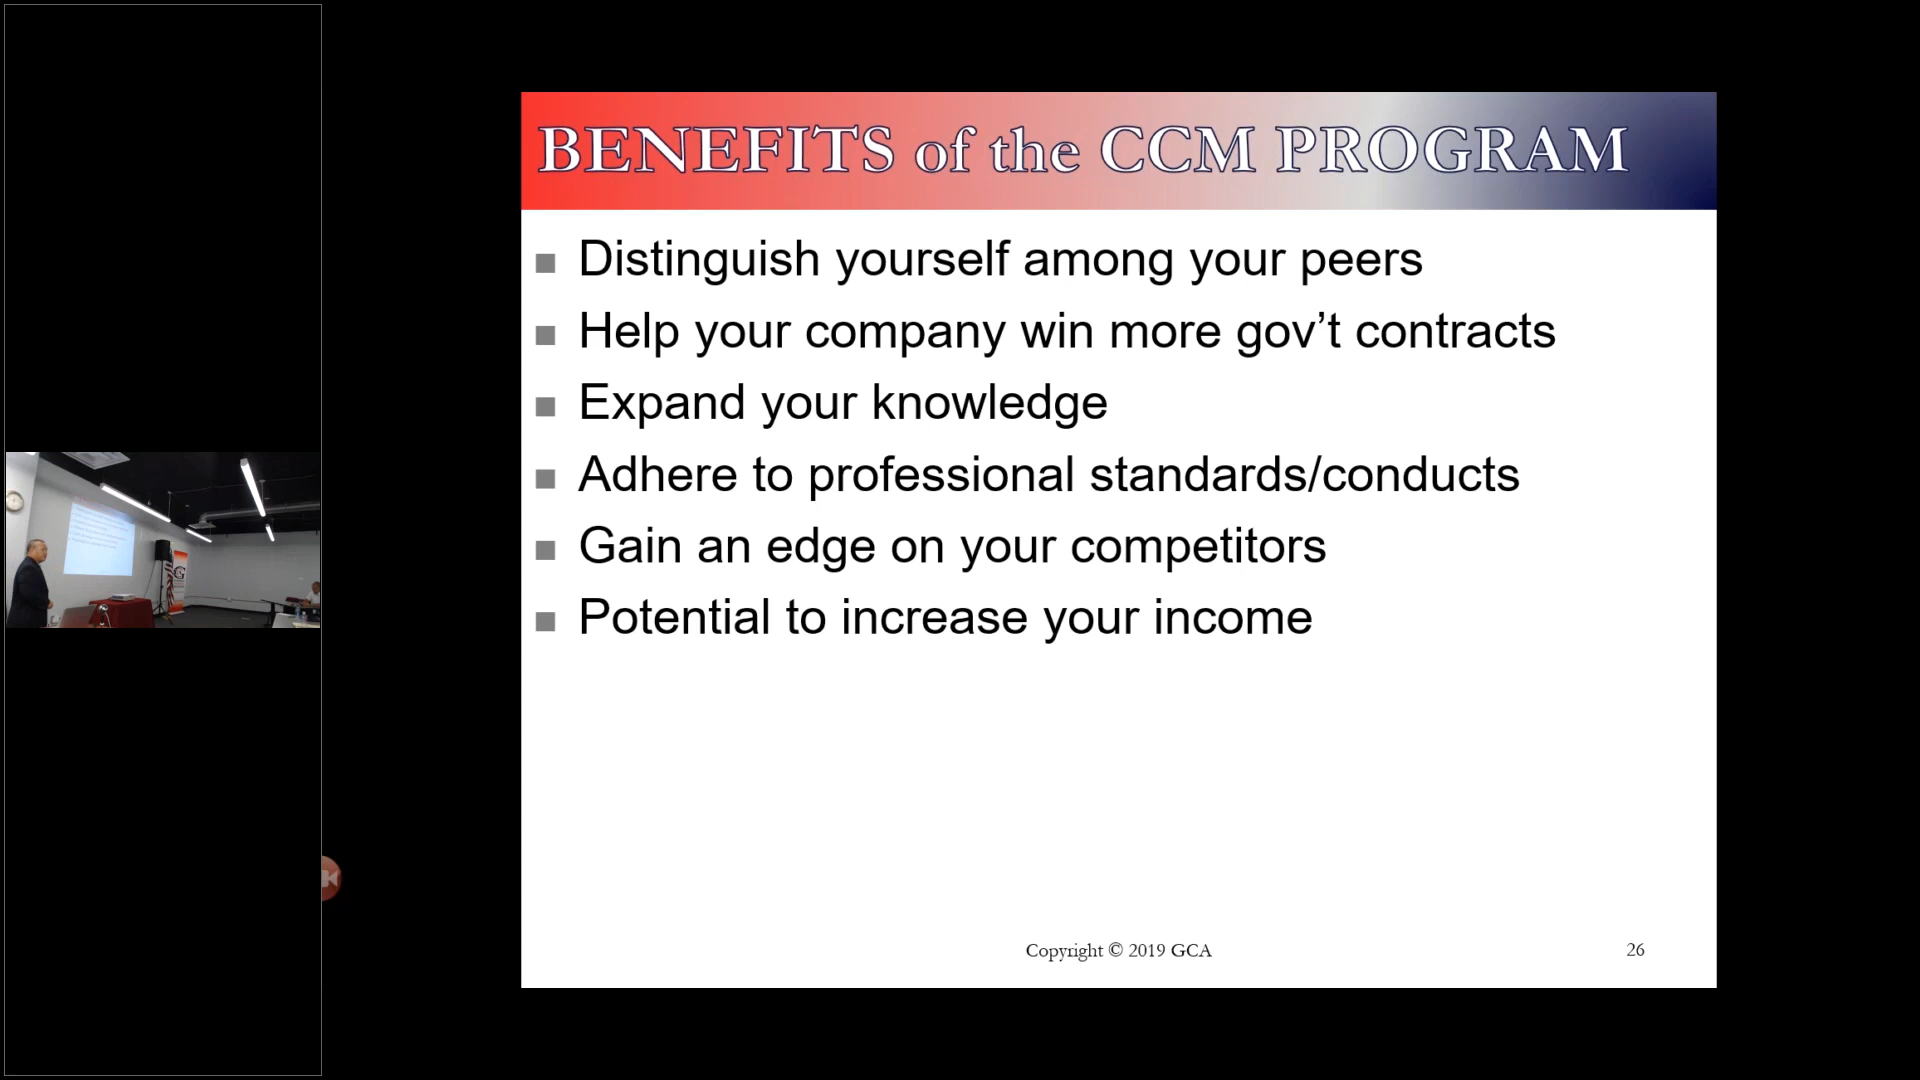 BENEFITS of the CCM PROGRAM
Distinguish yourself among your peers
Help your company win more gov’t contracts
Expand your knowledge
Adhere to professional standards/conducts
Gain an edge on your competitors
Potential to increase your income
Copyright © 2019 GCA
26